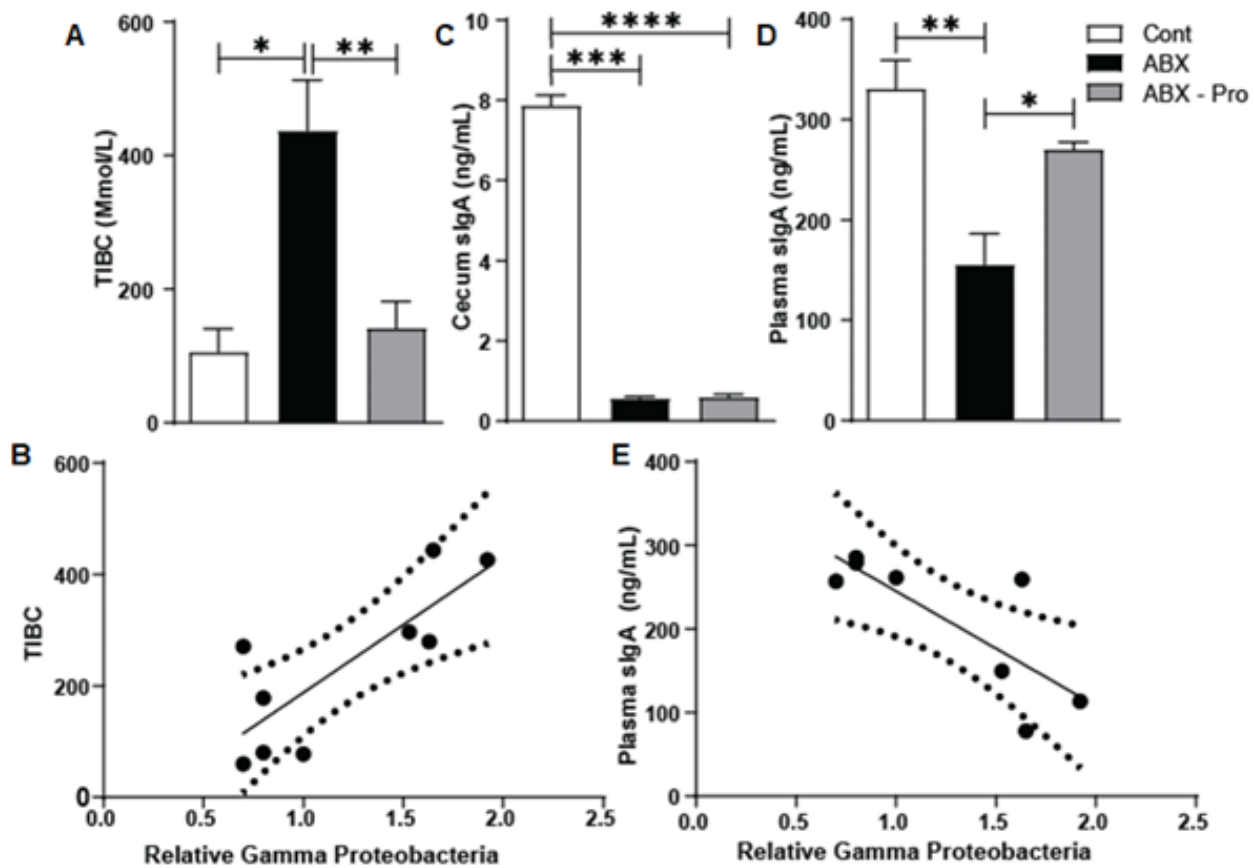 A
TIBC (Mmol/L)
600
400
200
0
*
**
C
Cecum sIgA (ng/mL)
10
8
6
4
2
0
****
***
D
Plasma sIgA (ng/mL)
400
300
200
100
0
**
*
Cont
ABX
ABX - Pro
B
TIBC
600
400
200
0
0.0 0.5 1.0 1.5 2.0 2.5
Relative Gamma Proteobacteria
E
Plasma sIgA (ng/mL)
400
300
200
100
0
0.0 0.5 1.0 1.5 2.0 2.5
Relative Gamma Proteobacteria